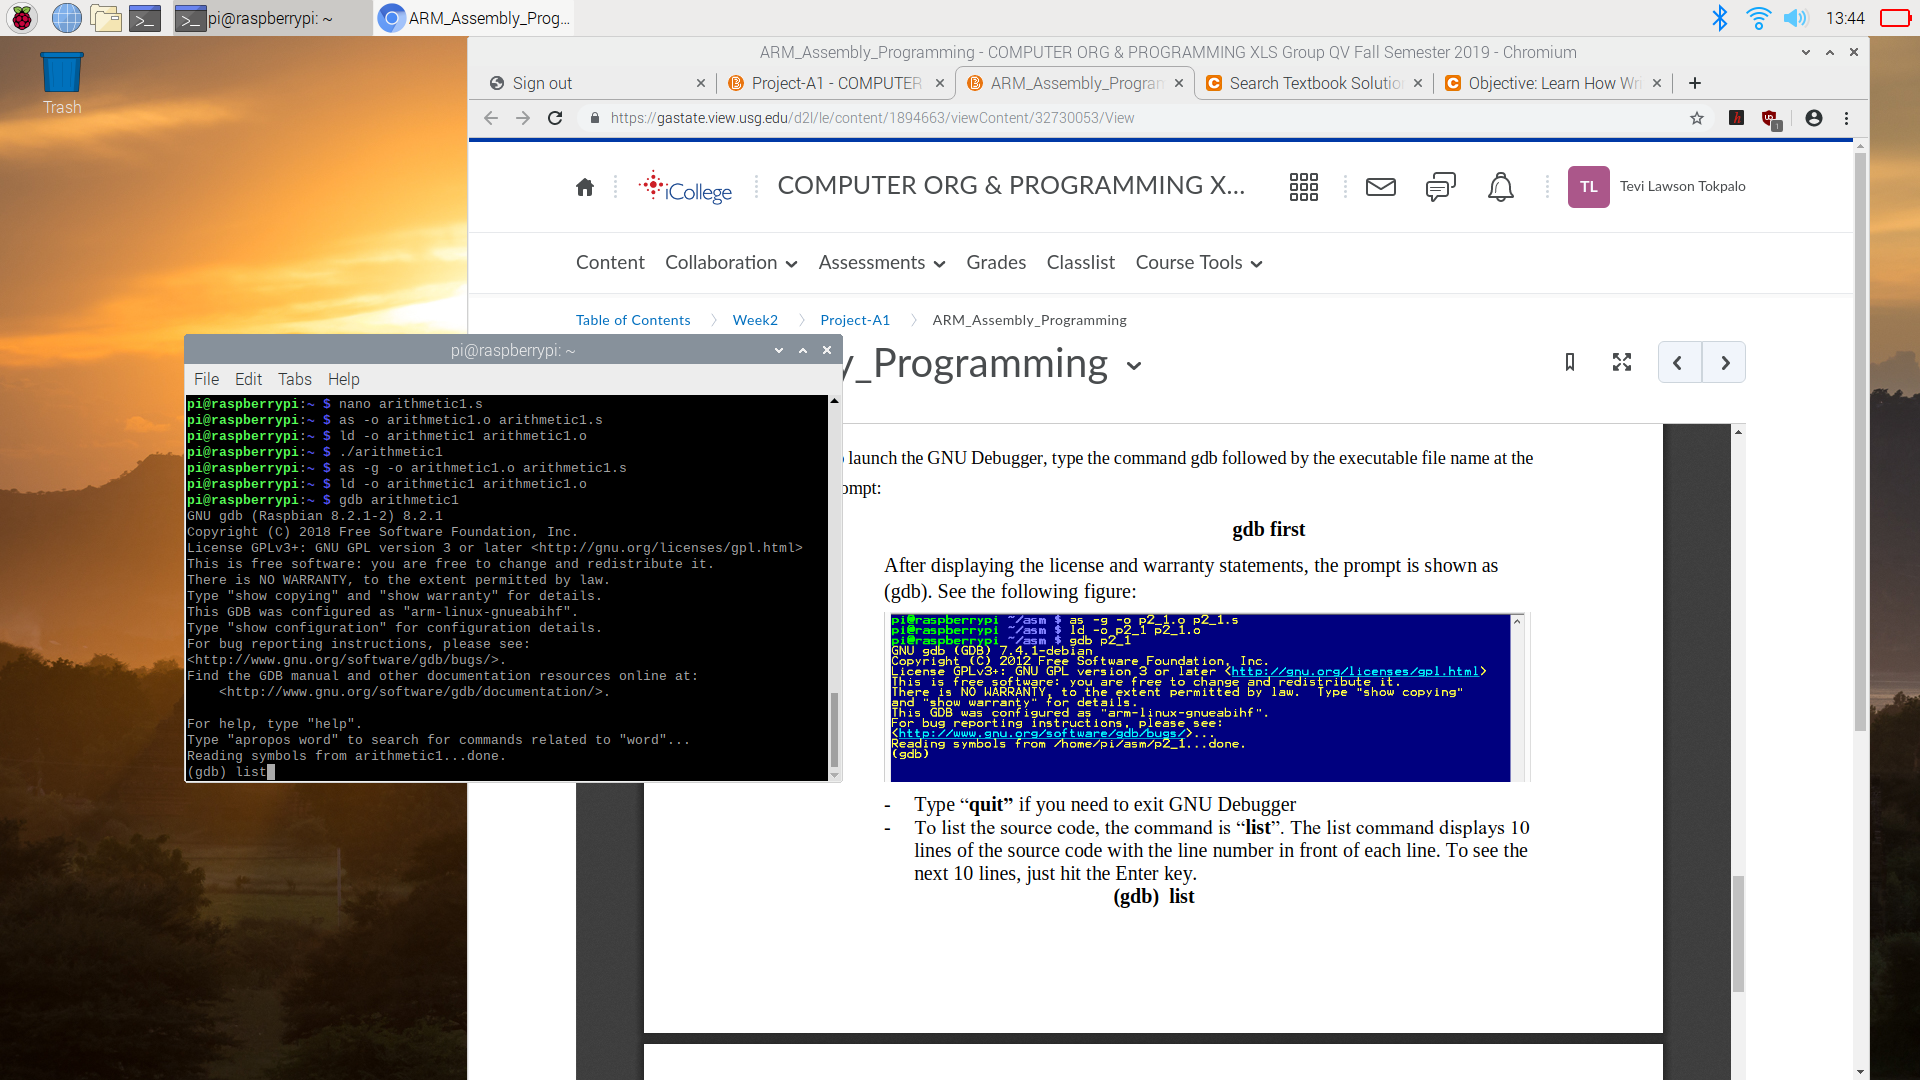 pi@raspberrypi: ~
ARM_Assembly_Prog...
13:44
Trash
ARM_Assembly_Programming - COMPUTER ORG & PROGRAMMING XLS Group QV Fall Semester 2019 - Chromium
Sign out
Project-A1 - COMPUTER
ARM_Assembly_Program
Search Textbook Solutio
Objective: Learn How Wri
https://gastate.view.usg.edu/d2l/le/content/1894663/viewContent/32730053/View
1
iCollege
COMPUTER ORG & PROGRAMMING X...
TL
Tevi Lawson Tokpalo
Content
Collaboration
Assessments
Grades
Classlist
Course Tools
Table of Contents
Week2
Project-A1
ARM_Assembly_Programming
y_Programming
pi@raspberrypi: ~
File Edit Tabs Help
pi@raspberrypi:~ $ nano arithmetic1.s
pi@raspberrypi:~ $ as -o arithmetic1.o arithmetic1.s
pi@raspberrypi:~ $ ld -o arithmetic1 arithmetic1.o
pi@raspberrypi:~ $ ./arithmetic1
pi@raspberrypi:~ $ as -g -o arithmetic1.o arithmetic1.s
pi@raspberrypi:~ $ ld -o arithmetic1 arithmetic1.o
pi@raspberrypi:~ $ gdb arithmetic1
GNU gdb (Raspbian 8.2.1-2) 8.2.1
Copyright (C) 2018 Free Software Foundation, Inc.
License GPLv3+: GNU GPL version 3 or later <http://gnu.org/licenses/gpl.html>
This is free software: you are free to change and redistribute it.
There is NO WARRANTY, to the extent permitted by law.
Type "show copying" and "show warranty" for details.
This GDB was configured as "arm-linux-gnueabihf".
Type "show configuration" for configuration details.
For bug reporting instructions, please see:
<http://www.gnu.org/software/gdb/bugs/>.
Find the GDB manual and other documentation resources online at:
<http://www.gnu.org/software/gdb/documentation/>.
For help, type "help".
Type "apropos word" to search for commands related to "word"...
Reading symbols from arithmetic1...done.
(gdb) list
launch the GNU Debugger, type the command gdb followed by the executable file name at the
ompt:
gdb first
After displaying the license and warranty statements, the prompt is shown as
(gdb). See the following figure:
pi@raspberrypi ~/asm $ as -g -o p2_1.o p2_1.s
pi@raspberrypi ~/asm $ ld -o p2_1 p2_1.o
pi@raspberrypi ~/asm $ gdb p2_1
GNU gdb (GDB) 7.4.1-debian
Copyright (C) 2012 Free Software Foundation, Inc.
License GPLv3+: GNU GPL version 3 or later <http://gnu.org/licenses/gpl.html>
This is free software: you are free to change and redistribute it.
There is NO WARRANTY, to the extent permitted by law. Type "show copying"
and "show warranty" for details.
This GDB was configured as "arm-linux-gnueabihf".
For bug reporting instructions, please see:
<http://www.gnu.org/software/gdb/bugs/>...
Reading symbols from /home/pi/asm/p2_1...done.
(gdb)
- Type “quit” if you need to exit GNU Debugger
- To list the source code, the command is “list”. The list command displays 10
lines of the source code with the line number in front of each line. To see the
next 10 lines, just hit the Enter key.
(gdb) list